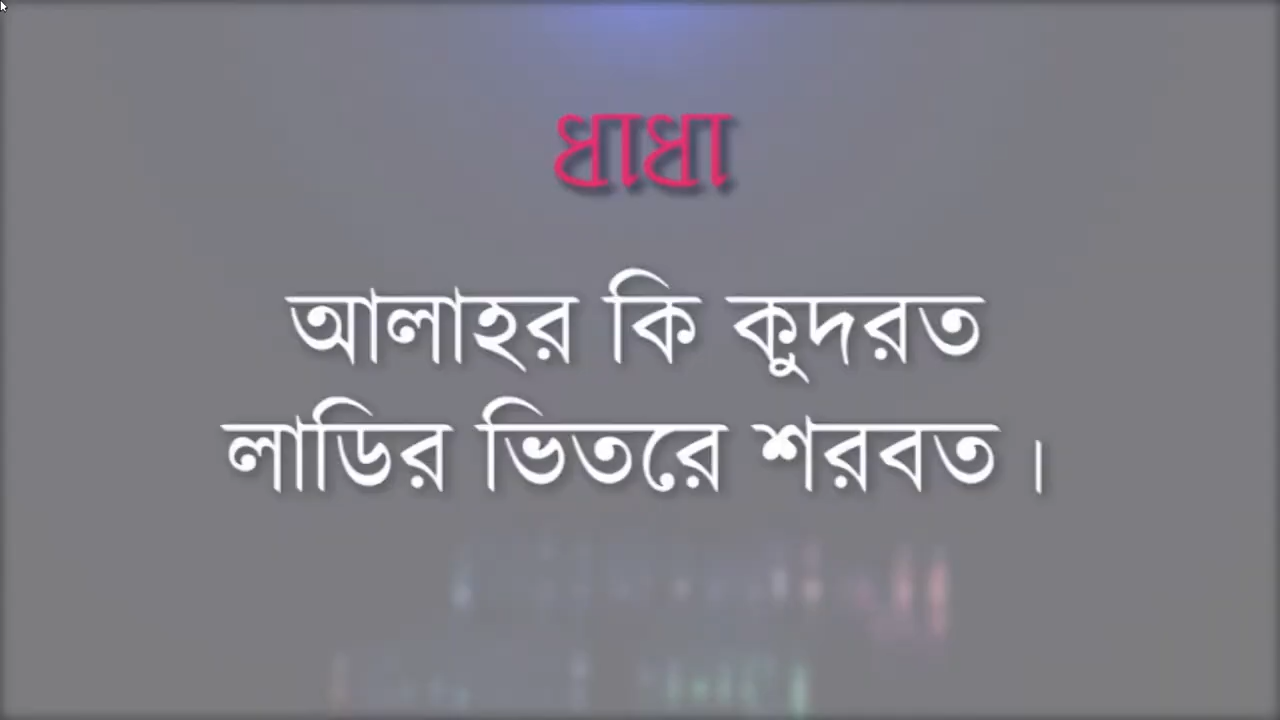 ধাধা
আলাহর কি কুদরত
লাডির ভিতরে শরবত।